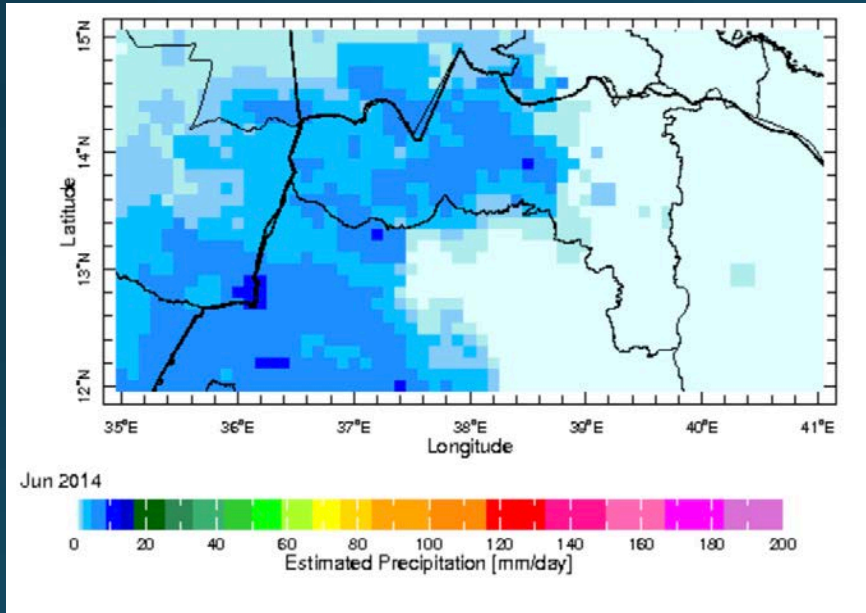 15°N
14°N
13°N
12°N
Latitude
35°E 36°E 37°E 38°E 39°E 40°E 41°E
Longitude
Jun 2014
0 20 40 60 80 100 120 140 160 180 200
Estimated Precipitation [mm/day]